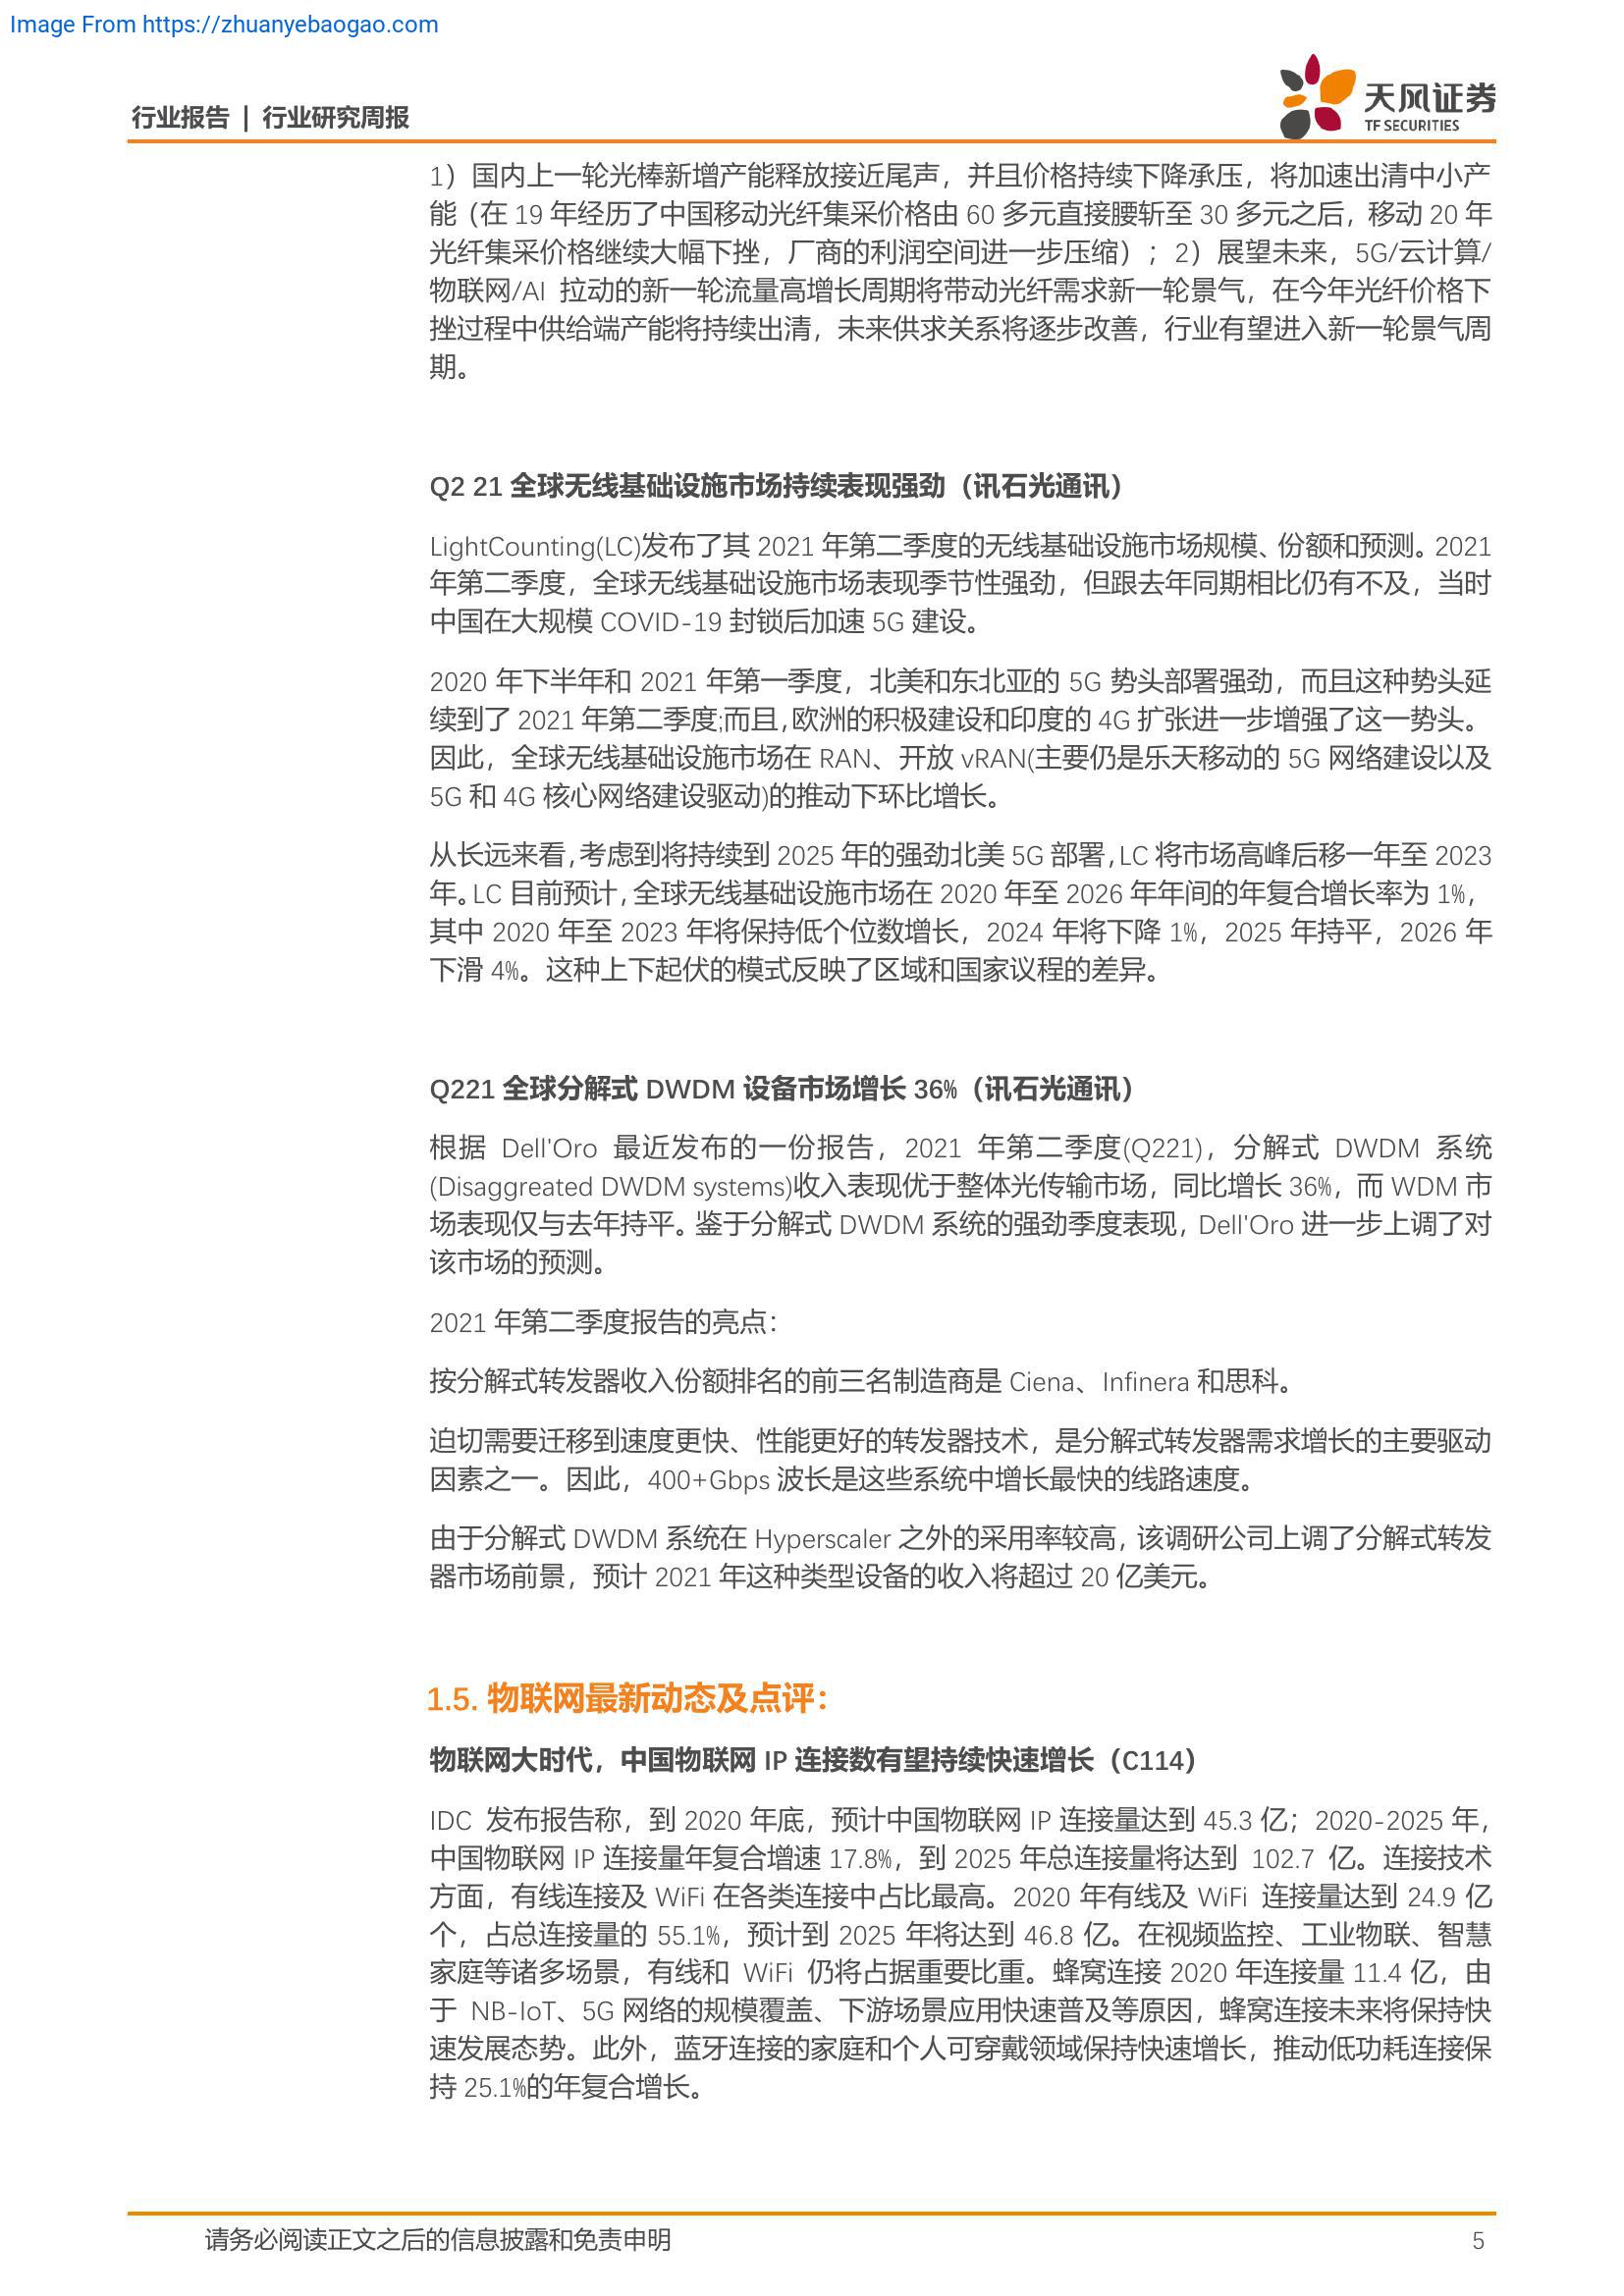 Image From https://zhuanyebaogao.com
行业报告 | 行业研究周报
天风证券
TF SECURITIES
1）国内上一轮光棒新增产能释放接近尾声，并且价格持续下降承压，将加速出清中小产
能（在 19 年经历了中国移动光纤集采价格由 60 多元直接腰斩至 30 多元之后，移动 20 年
光纤集采价格继续大幅下挫，厂商的利润空间进一步压缩）；2）展望未来，5G/云计算/
物联网/AI 拉动的新一轮流量高增长周期将带动光纤需求新一轮景气，在今年光纤价格下
挫过程中供给端产能将持续出清，未来供求关系将逐步改善，行业有望进入新一轮景气周
期。
Q2 21 全球无线基础设施市场持续表现强劲（讯石光通讯）
LightCounting(LC)发布了其 2021 年第二季度的无线基础设施市场规模、份额和预测。2021
年第二季度，全球无线基础设施市场表现季节性强劲，但跟去年同期相比仍有不及，当时
中国在大规模 COVID-19 封锁后加速 5G 建设。
2020 年下半年和 2021 年第一季度，北美和东北亚的 5G 势头部署强劲，而且这种势头延
续到了 2021 年第二季度;而且,欧洲的积极建设和印度的 4G 扩张进一步增强了这一势头。
因此，全球无线基础设施市场在 RAN、开放 vRAN(主要仍是乐天移动的 5G 网络建设以及
5G 和 4G 核心网络建设驱动)的推动下环比增长。
从长远来看,考虑到将持续到 2025 年的强劲北美 5G 部署,LC 将市场高峰后移一年至 2023
年。LC 目前预计,全球无线基础设施市场在 2020 年至 2026 年年间的年复合增长率为 1%，
其中 2020 年至 2023 年将保持低个位数增长，2024 年将下降 1%，2025 年持平，2026 年
下滑 4%。这种上下起伏的模式反映了区域和国家议程的差异。
Q221 全球分解式 DWDM 设备市场增长 36%（讯石光通讯）
根据 Dell'Oro 最近发布的一份报告，2021 年第二季度(Q221)，分解式 DWDM 系统
(Disaggreated DWDM systems)收入表现优于整体光传输市场，同比增长 36%，而 WDM 市
场表现仅与去年持平。鉴于分解式 DWDM 系统的强劲季度表现，Dell'Oro 进一步上调了对
该市场的预测。
2021 年第二季度报告的亮点：
按分解式转发器收入份额排名的前三名制造商是 Ciena、Infinera 和思科。
迫切需要迁移到速度更快、性能更好的转发器技术，是分解式转发器需求增长的主要驱动
因素之一。因此，400+Gbps 波长是这些系统中增长最快的线路速度。
由于分解式 DWDM 系统在 Hyperscaler 之外的采用率较高，该调研公司上调了分解式转发
器市场前景，预计 2021 年这种类型设备的收入将超过 20 亿美元。
1.5. 物联网最新动态及点评：
物联网大时代，中国物联网 IP 连接数有望持续快速增长（C114）
IDC 发布报告称，到 2020 年底，预计中国物联网 IP 连接量达到 45.3 亿；2020-2025 年，
中国物联网 IP 连接量年复合增速 17.8%，到 2025 年总连接量将达到 102.7 亿。连接技术
方面，有线连接及 WiFi 在各类连接中占比最高。2020 年有线及 WiFi 连接量达到 24.9 亿
个，占总连接量的 55.1%，预计到 2025 年将达到 46.8 亿。在视频监控、工业物联、智慧
家庭等诸多场景，有线和 WiFi 仍将占据重要比重。蜂窝连接 2020 年连接量 11.4 亿，由
于 NB-IoT、5G 网络的规模覆盖、下游场景应用快速普及等原因，蜂窝连接未来将保持快
速发展态势。此外，蓝牙连接的家庭和个人可穿戴领域保持快速增长，推动低功耗连接保
持 25.1%的年复合增长。
请务必阅读正文之后的信息披露和免责申明
5